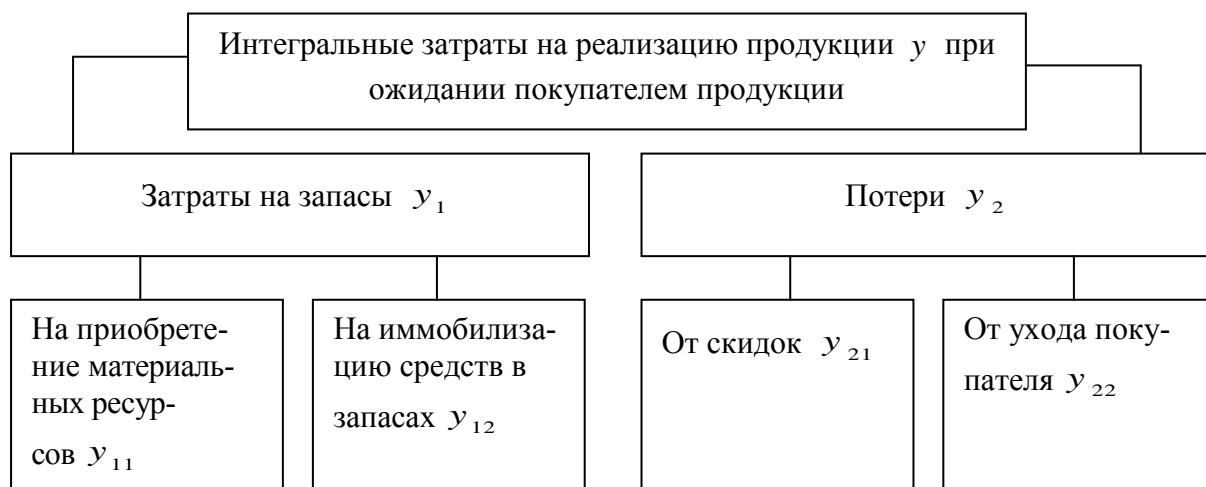 Интегральные затраты на реализацию продукции y при
ожидании покупателем продукции
Затраты на запасы y₁
Потери y₂
На приобрете-
ние материаль-
ных ресур-
сов y₁₁
На иммобилиза-
цию средств в
запасах y₁₂
От скидок y₂₁
От ухода поку-
пателя y₂₂